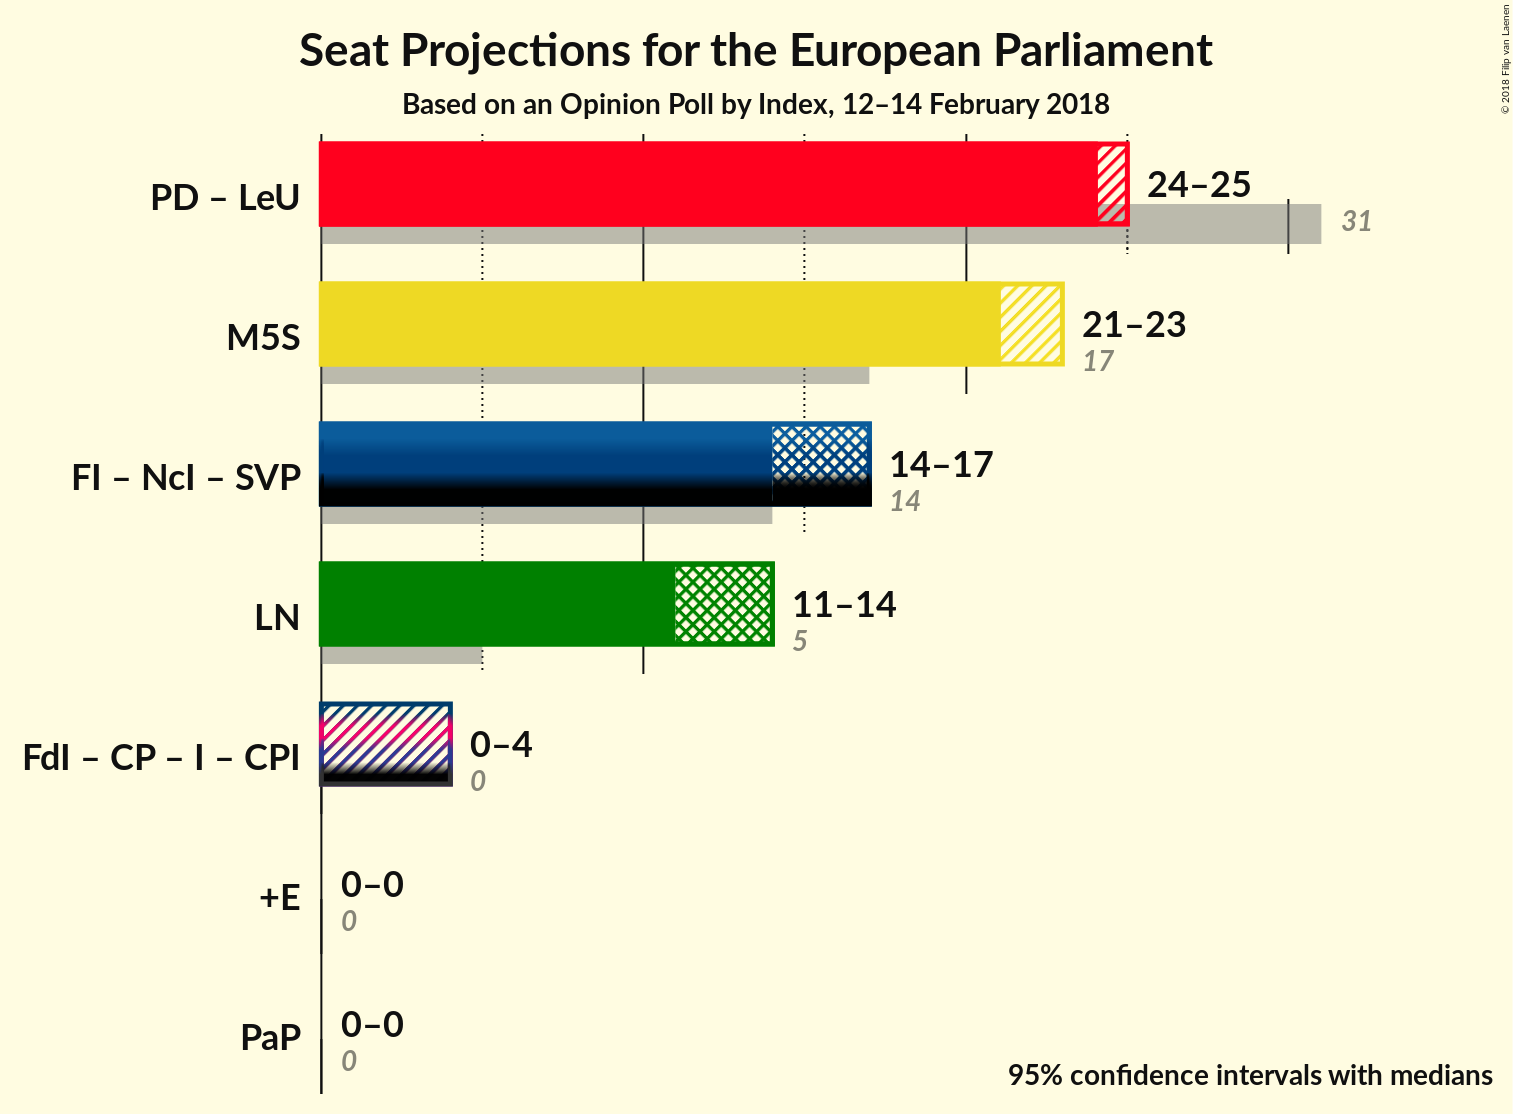 Seat Projections for the European Parliament
Based on an Opinion Poll by Index, 12–14 February 2018
© 2018 Filip van Laenen
PD – LeU
24–25
31
M5S
21–23
17
FI – NcI – SVP
14–17
14
LN
11–14
5
FdI – CP – I – CPI
0–4
0
+E
0–0
0
PaP
0–0
0
95% confidence intervals with medians